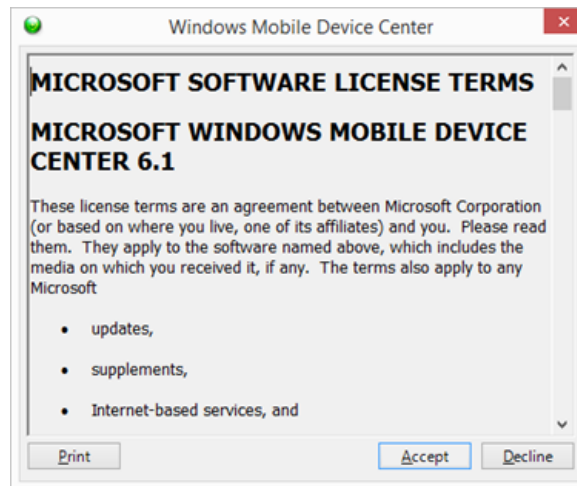 Windows Mobile Device Center
MICROSOFT SOFTWARE LICENSE TERMS
MICROSOFT WINDOWS MOBILE DEVICE
CENTER 6.1
These license terms are an agreement between Microsoft Corporation
(or based on where you live, one of its affiliates) and you.  Please read
them.  They apply to the software named above, which includes the
media on which you received it, if any.  The terms also apply to any
Microsoft
• updates,
• supplements,
• Internet-based services, and
Print Accept Decline